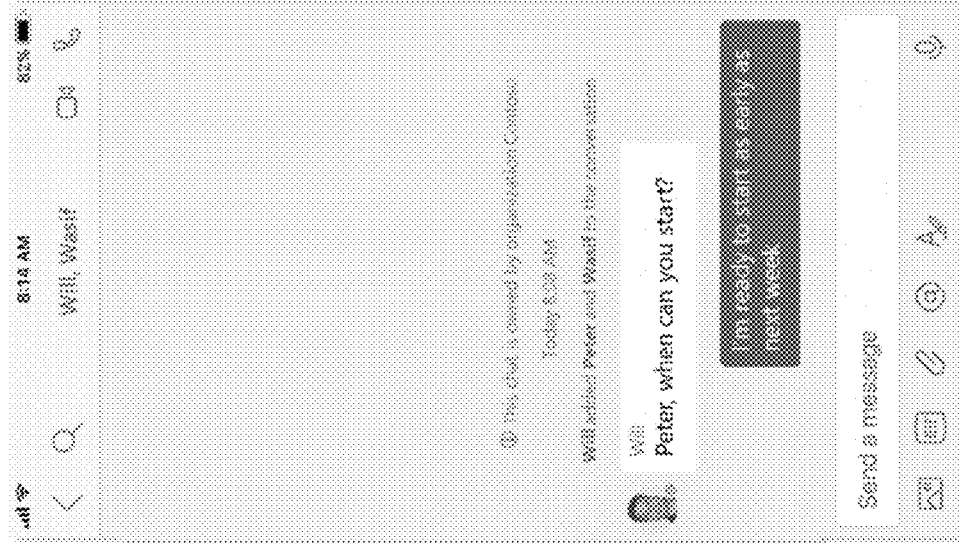 8:14 AM
82%
Will, Wasif
This chat is owned by organization Contoso
Today 8:09 AM
Will added Peter and Wasif to the conversation
Will
Peter, when can you start?
I'm ready to start as early as
next week
Send a message